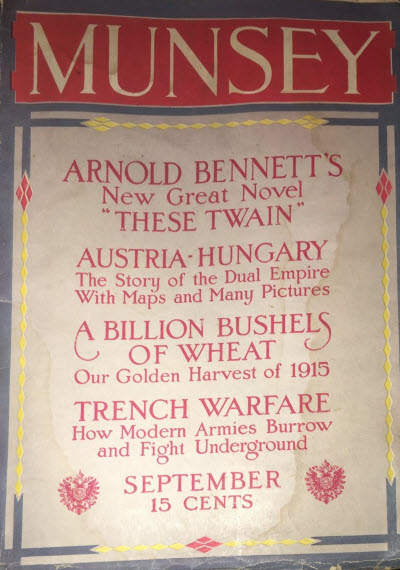 MUNSEY
ARNOLD BENNETT'S
New Great Novel
"THESE TWAIN"
AUSTRIA-HUNGARY
The Story of the Dual Empire
With Maps and Many Pictures
A BILLION BUSHELS
OF WHEAT
Our Golden Harvest of 1915
TRENCH WARFARE
How Modern Armies Burrow
and Fight Underground
SEPTEMBER
15 CENTS